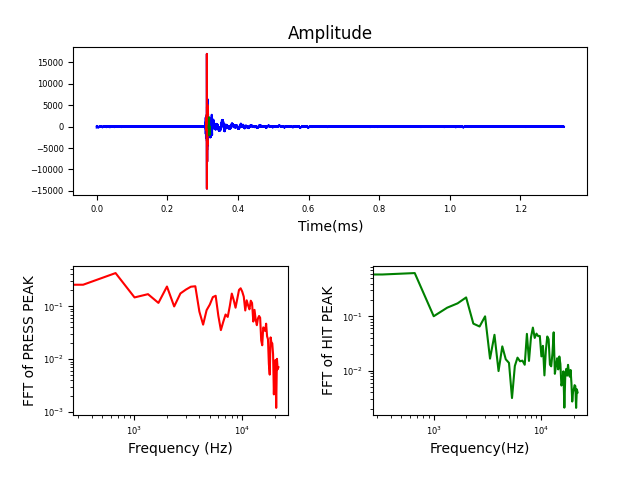 Amplitude
15000
10000
5000
0
−5000
−10000
−15000
0.0 0.2 0.4 0.6 0.8 1.0 1.2
Time(ms)
FFT of PRESS PEAK
10⁻¹
10⁻²
10⁻³
10³ 10⁴
Frequency (Hz)
FFT of HIT PEAK
10⁻¹
10⁻²
10³ 10⁴
Frequency(Hz)